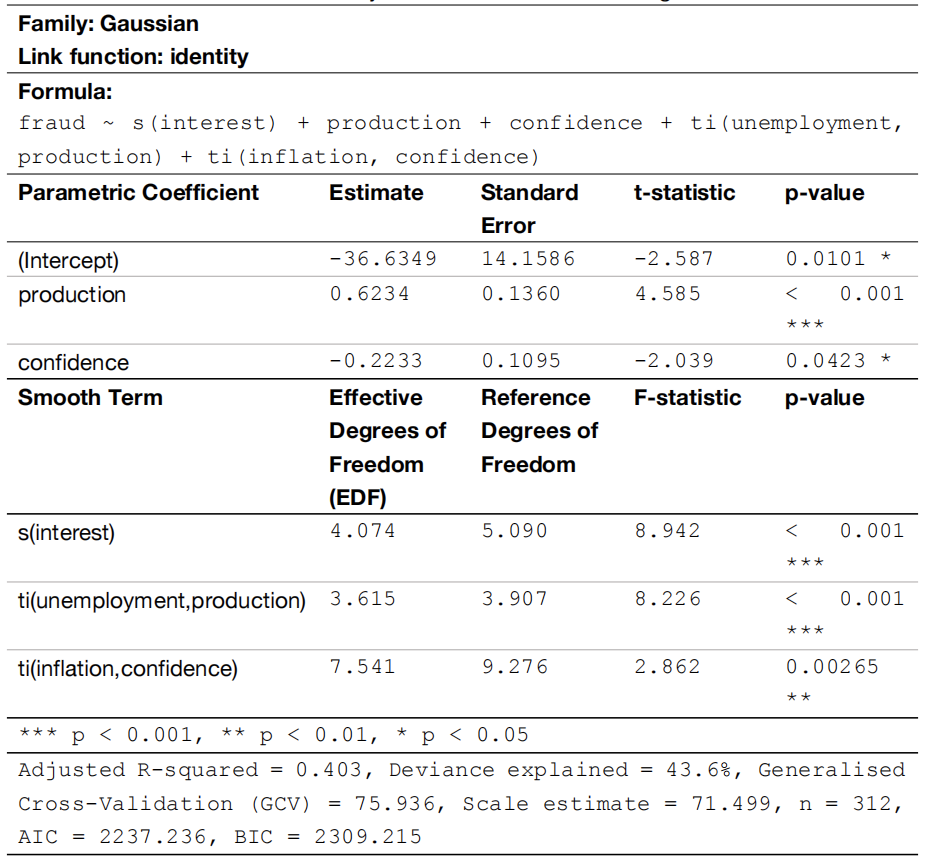 Family: Gaussian
Link function: identity
Formula:
fraud ~ s(interest) + production + confidence + ti(unemployment,
production) + ti(inflation, confidence)
Parametric Coefficient Estimate Standard Error t-statistic p-value
(Intercept) -36.6349 14.1586 -2.587 0.0101 *
production 0.6234 0.1360 4.585 < 0.001 ***
confidence -0.2233 0.1095 -2.039 0.0423 *
Smooth Term Effective Degrees of Freedom (EDF) Reference Degrees of Freedom F-statistic p-value
s(interest) 4.074 5.090 8.942 < 0.001 ***
ti(unemployment,production) 3.615 3.907 8.226 < 0.001 ***
ti(inflation,confidence) 7.541 9.276 2.862 0.00265 **
*** p < 0.001, ** p < 0.01, * p < 0.05
Adjusted R-squared = 0.403, Deviance explained = 43.6%, Generalised
Cross-Validation (GCV) = 75.936, Scale estimate = 71.499, n = 312,
AIC = 2237.236, BIC = 2309.215